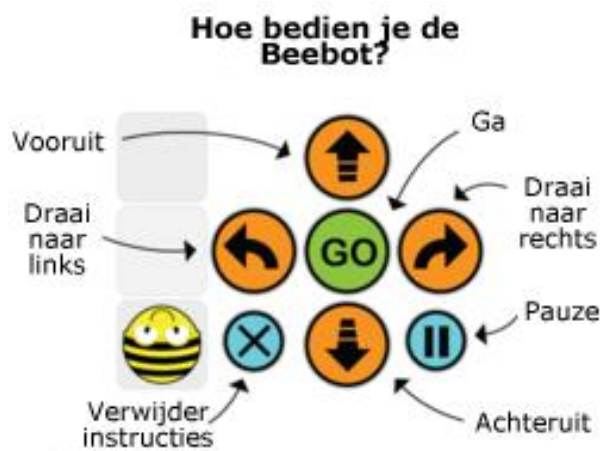 Hoe bedien je de
Beebot?
Vooruit
Ga
Draai
naar
links
GO
Draai
naar
rechts
Pauze
Verwijder
instructies
Achteruit